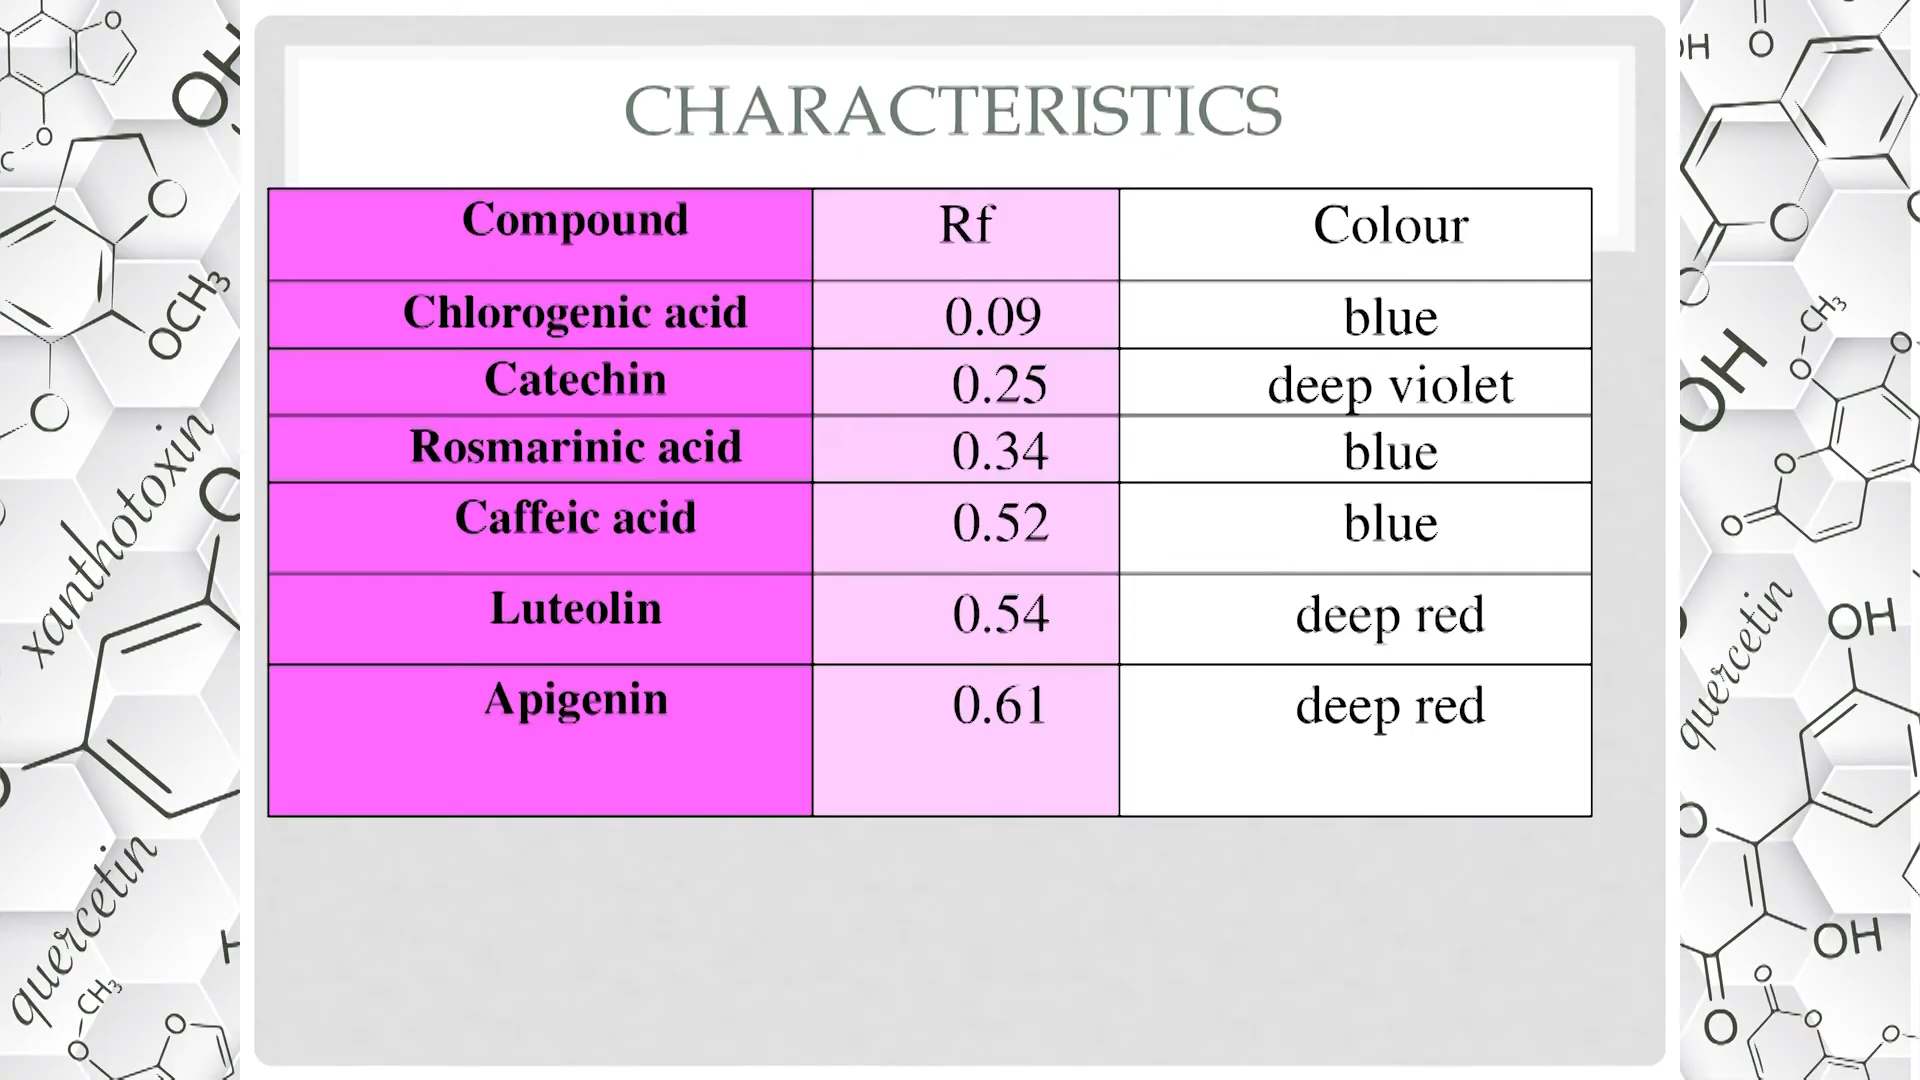 CHARACTERISTICS
Compound Rf Colour
Chlorogenic acid 0.09 blue
Catechin 0.25 deep violet
Rosmarinic acid 0.34 blue
Caffeic acid 0.52 blue
Luteolin 0.54 deep red
Apigenin 0.61 deep red
O
OH
O
C
O
OCH3
O
xanthotoxin
O
O
quercetin
CH3
O
O
H
O
O
O
CH3
O
O
OH
O
O
quercetin
OH
O
OH
O
O
O
O